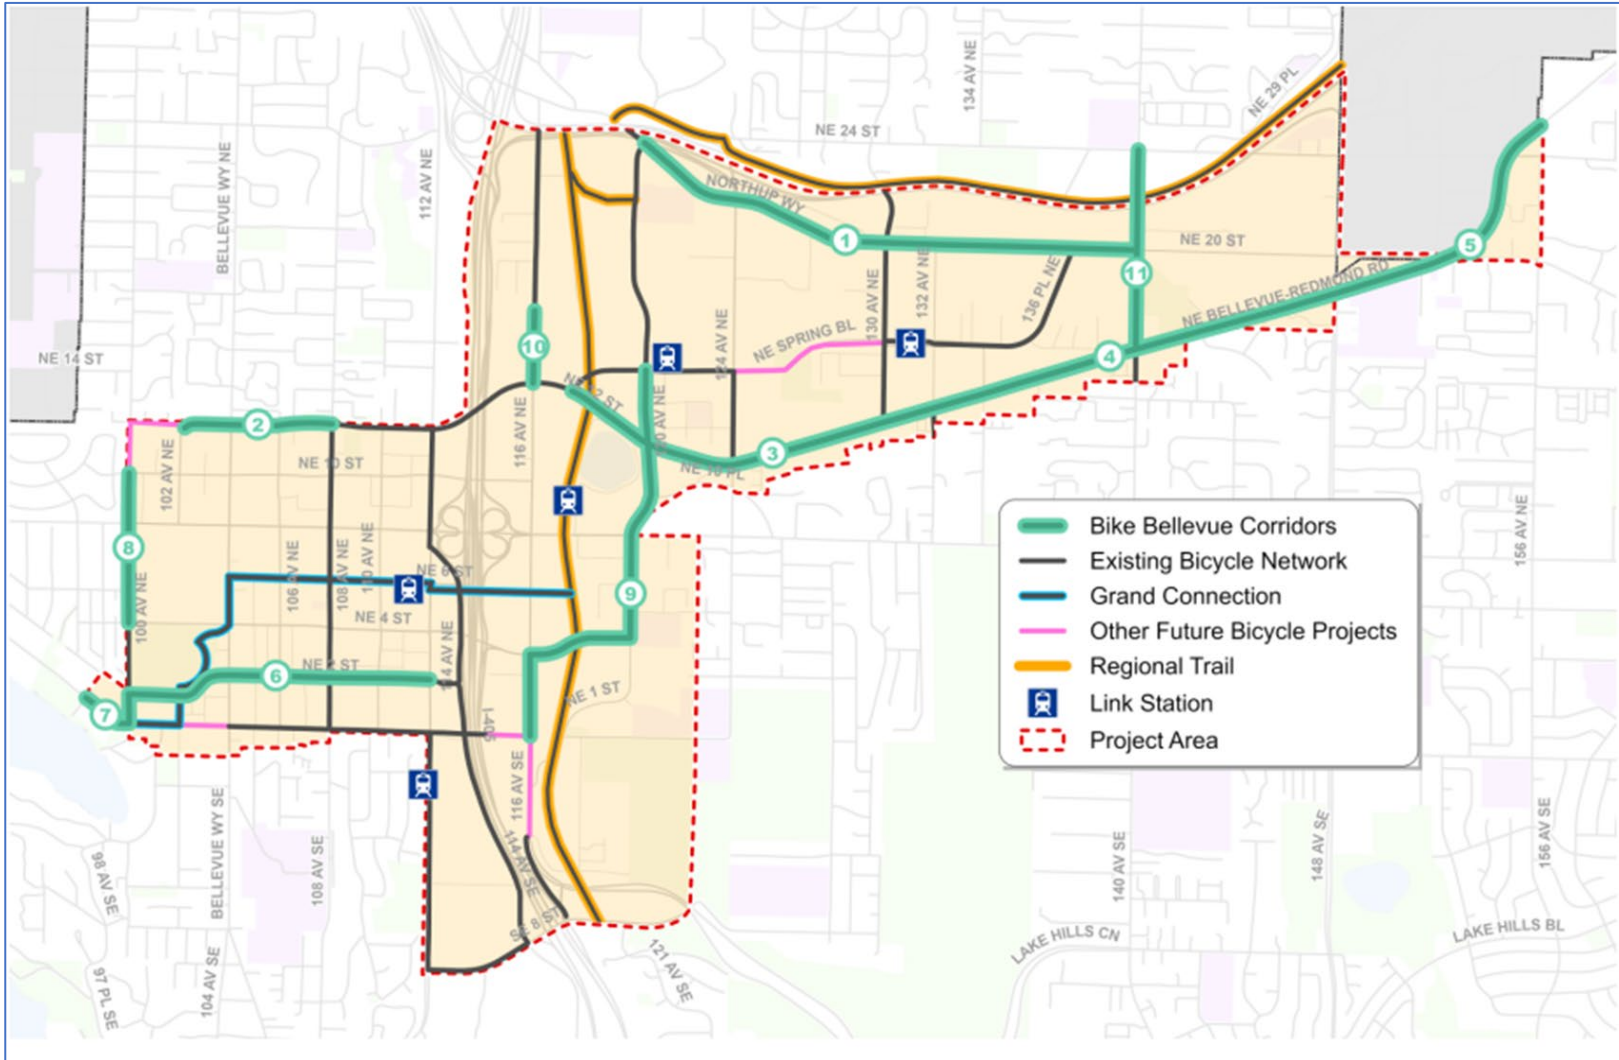 134 AV NE
NE 29 PL
NE 24 ST
112 AV NE
BELLEVUE WY NE
NORTHUP WY
1
NE 20 ST
5
11
132 AV NE
130 AV NE
136 PL NE
NE BELLEVUE-REDMOND RD
NE SPRING BL
10
4
NE 14 ST
116 AV NE
2
102 AV NE
NE 10 ST
3
NE 10 PL
156 AV NE
Bike Bellevue Corridors
Existing Bicycle Network
Grand Connection
Other Future Bicycle Projects
Regional Trail
Link Station
Project Area
8
106 AV NE
108 AV NE
110 AV NE
NE 6 ST
9
100 AV NE
NE 4 ST
114 AV NE
NE 2 ST
6
7
NE 1 ST
I-405
116 AV SE
114 AV SE
BELLEVUE WY SE
98 AV SE
108 AV SE
140 AV SE
148 AV SE
156 AV SE
LAKE HILLS CN
LAKE HILLS BL
121 AV SE
104 AV SE
97 PL SE